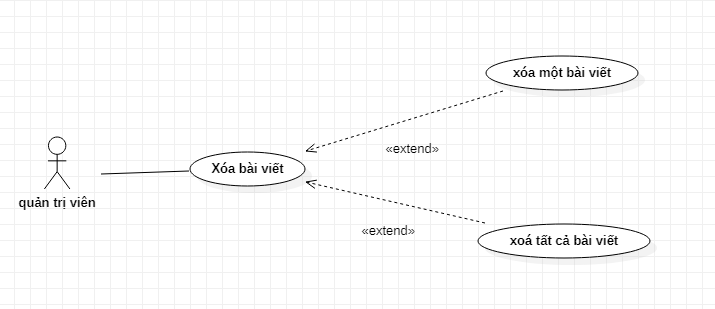 xóa một bài viết
«extend»
Xóa bài viết
quản trị viên
«extend»
xoá tất cả bài viết